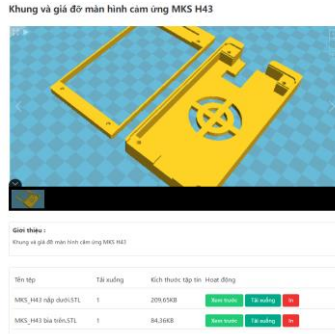 Khung và giá đỡ màn hình cảm ứng MKS H43
Giới thiệu :
Khung và giá đỡ màn hình cảm ứng MKS H43
Tên tệp Tải xuống Kích thước tập tin Hoạt động
MKS_H43 nắp dưới.STL 1 209,65KB Xem trước Tải xuống In
MKS_H43 bìa trên.STL 1 84,36KB Xem trước Tải xuống In